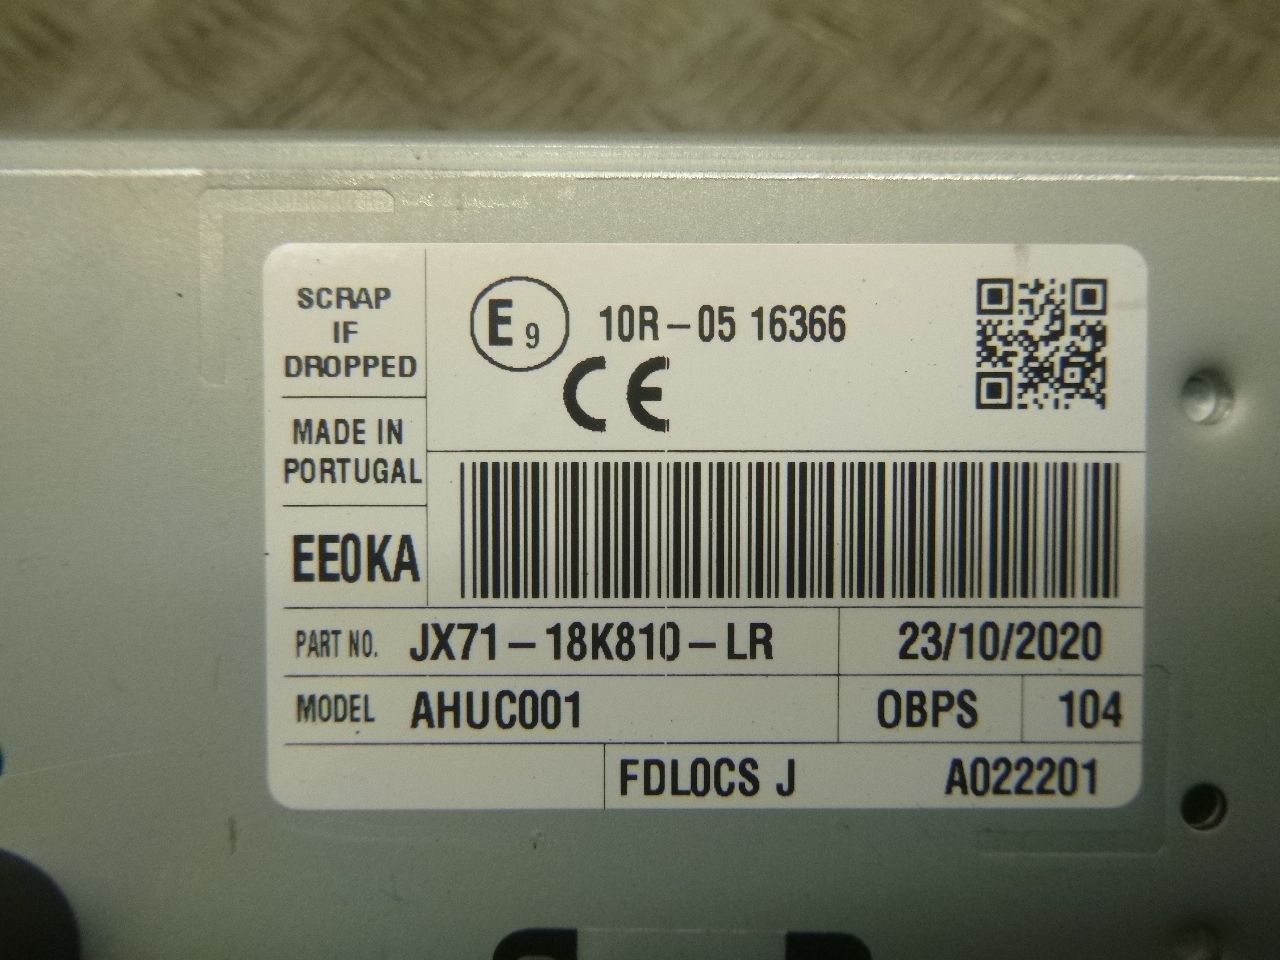 SCRAP
IF
DROPPED
MADE IN
PORTUGAL
EE0KA
E9 10R-05 16366
CE
PART NO. JX71-18K810-LR 23/10/2020
MODEL AHUC001 OBPS 104
FDL0CS J A022201